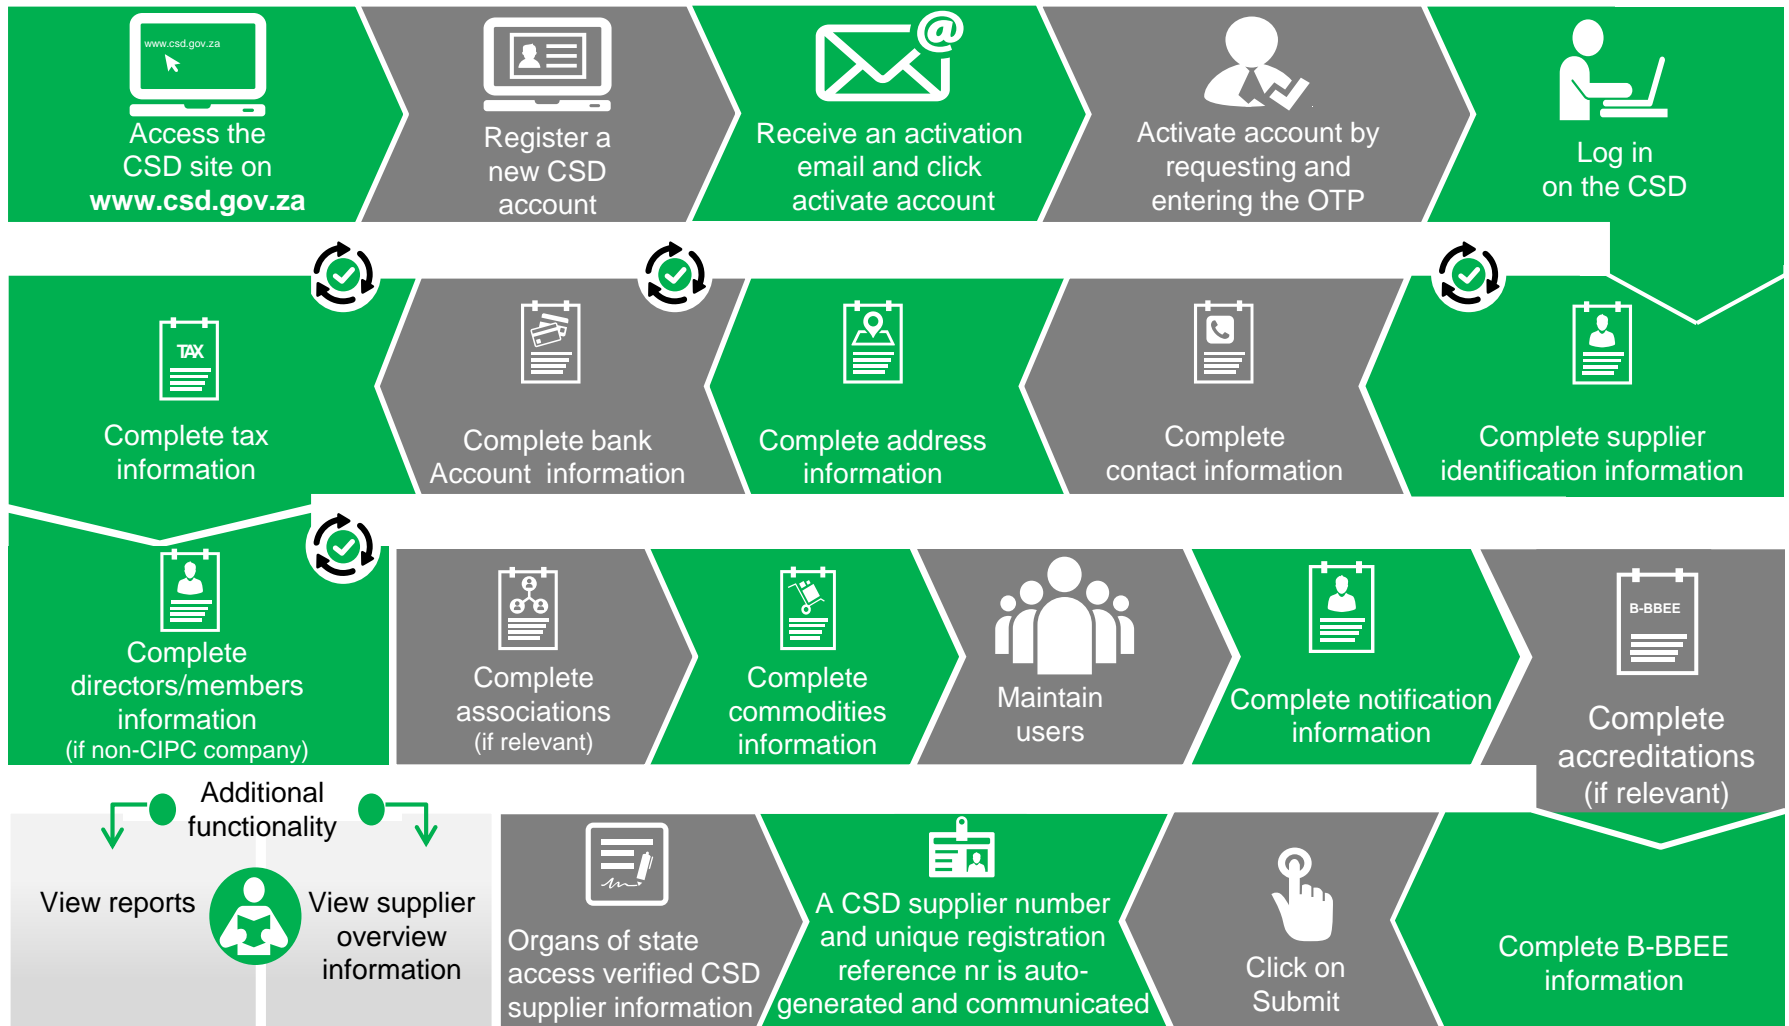 www.csd.gov.za
Access the
CSD site on
www.csd.gov.za
Register a
new CSD
account
@
Receive an activation
email and click
activate account
Activate account by
requesting and
entering the OTP
Log in
on the CSD
TAX
Complete tax
information
Complete bank
Account  information
Complete address
information
Complete
contact information
Complete supplier
identification information
Complete
directors/members
information
(if non-CIPC company)
Complete
associations
(if relevant)
Complete
commodities
information
Maintain
users
Complete notification
information
B-BBEE
Complete
accreditations
(if relevant)
Additional
functionality
View reports
View supplier
overview
information
Organs of state
access verified CSD
supplier information
A CSD supplier number
and unique registration
reference nr is auto-
generated and communicated
Click on
Submit
Complete B-BBEE
information